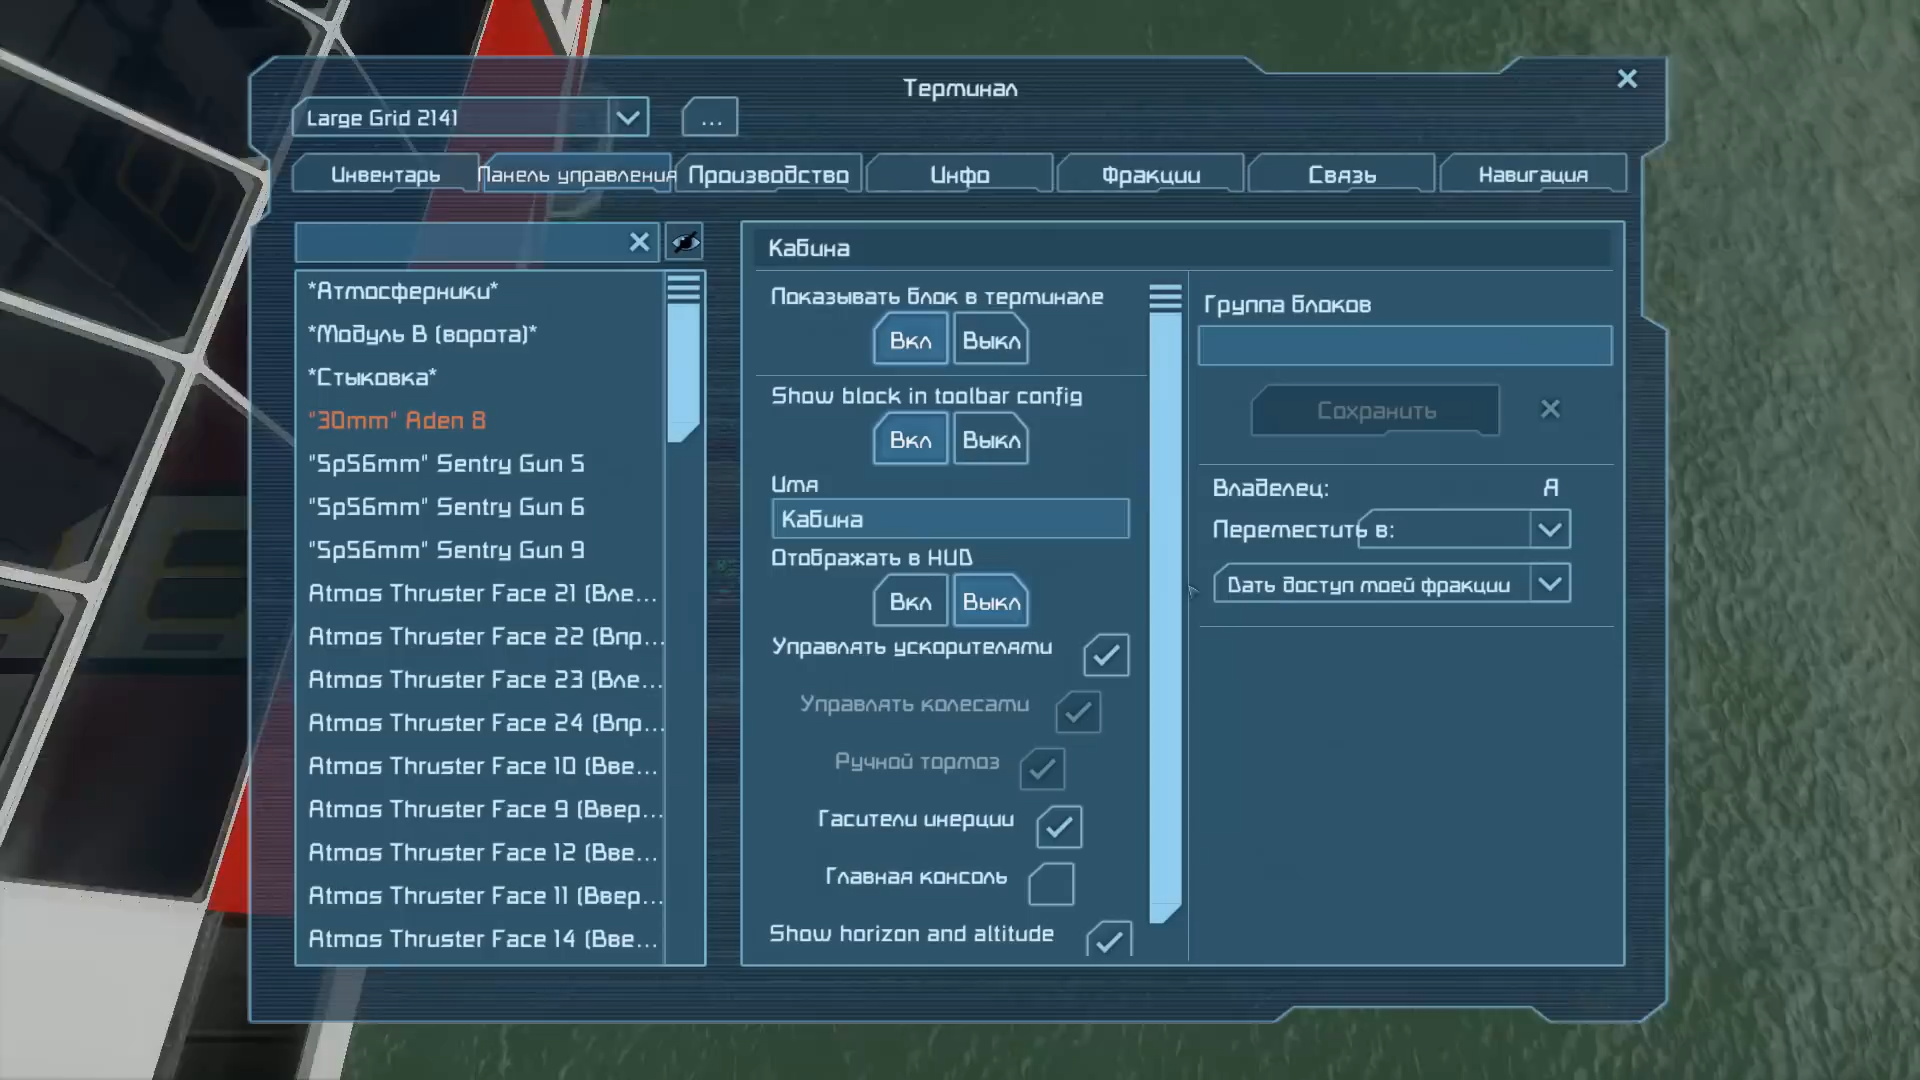 Терминал
Large Grid 2141
...
Инвентарь
Панель управления
Производство
Инфо
Фракции
Связь
Навигация
*Атмосферники*
*Модуль В (ворота)*
*Стыковка*
"30mm" Aden 8
"5p56mm" Sentry Gun 5
"5p56mm" Sentry Gun 6
"5p56mm" Sentry Gun 9
Atmos Thruster Face 21 (Вле...
Atmos Thruster Face 22 (Впр...
Atmos Thruster Face 23 (Вле...
Atmos Thruster Face 24 (Впр...
Atmos Thruster Face 10 (Вве...
Atmos Thruster Face 9 (Ввер...
Atmos Thruster Face 12 (Вве...
Atmos Thruster Face 11 (Ввер...
Atmos Thruster Face 14 (Вве...
Кабина
Показывать блок в терминале
Вкл Выкл
Show block in toolbar config
Вкл Выкл
Имя
Кабина
Отображать в HUD
Вкл Выкл
Управлять ускорителями
Управлять колесами
Ручной тормоз
Гасители инерции
Главная консоль
Show horizon and altitude
Группа блоков
Сохранить
Владелец: Я
Переместить в:
Дать доступ моей фракции